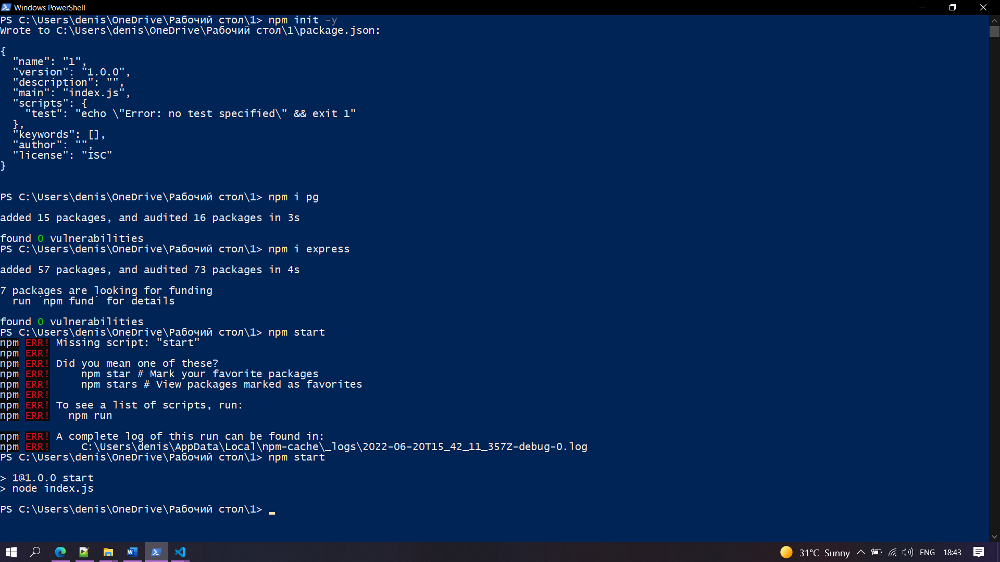 Windows PowerShell
PS C:\Users\denis\OneDrive\Рабочий стол\1> npm init -y
Wrote to C:\Users\denis\OneDrive\Рабочий стол\1\package.json:
{
  "name": "1",
  "version": "1.0.0",
  "description": "",
  "main": "index.js",
  "scripts": {
    "test": "echo \"Error: no test specified\" && exit 1"
  },
  "keywords": [],
  "author": "",
  "license": "ISC"
}
PS C:\Users\denis\OneDrive\Рабочий стол\1> npm i pg
added 15 packages, and audited 16 packages in 3s
found 0 vulnerabilities
PS C:\Users\denis\OneDrive\Рабочий стол\1> npm i express
added 57 packages, and audited 73 packages in 4s
7 packages are looking for funding
  run `npm fund` for details
found 0 vulnerabilities
PS C:\Users\denis\OneDrive\Рабочий стол\1> npm start
npm ERR! Missing script: "start"
npm ERR!
npm ERR! Did you mean one of these?
npm ERR!     npm star # Mark your favorite packages
npm ERR!     npm stars # View packages marked as favorites
npm ERR!
npm ERR! To see a list of scripts, run:
npm ERR!   npm run
npm ERR! A complete log of this run can be found in:
npm ERR!     C:\Users\denis\AppData\Local\npm-cache\_logs\2022-06-20T15_42_11_357Z-debug-0.log
PS C:\Users\denis\OneDrive\Рабочий стол\1> npm start
> 1@1.0.0 start
> node index.js
PS C:\Users\denis\OneDrive\Рабочий стол\1>
31°C Sunny ENG 18:43